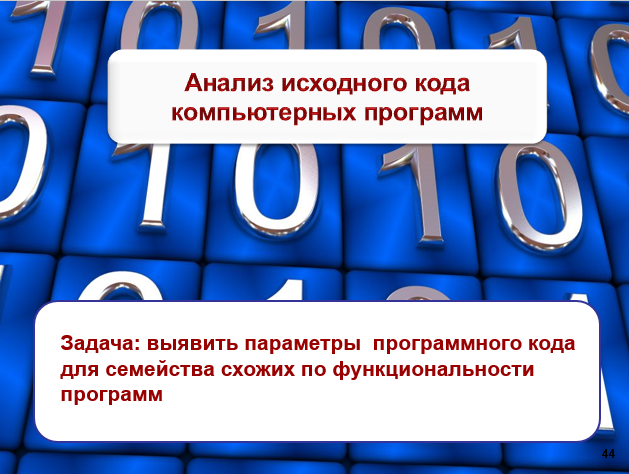 Анализ исходного кода
компьютерных программ
Задача: выявить параметры программного кода
для семейства схожих по функциональности
программ
44